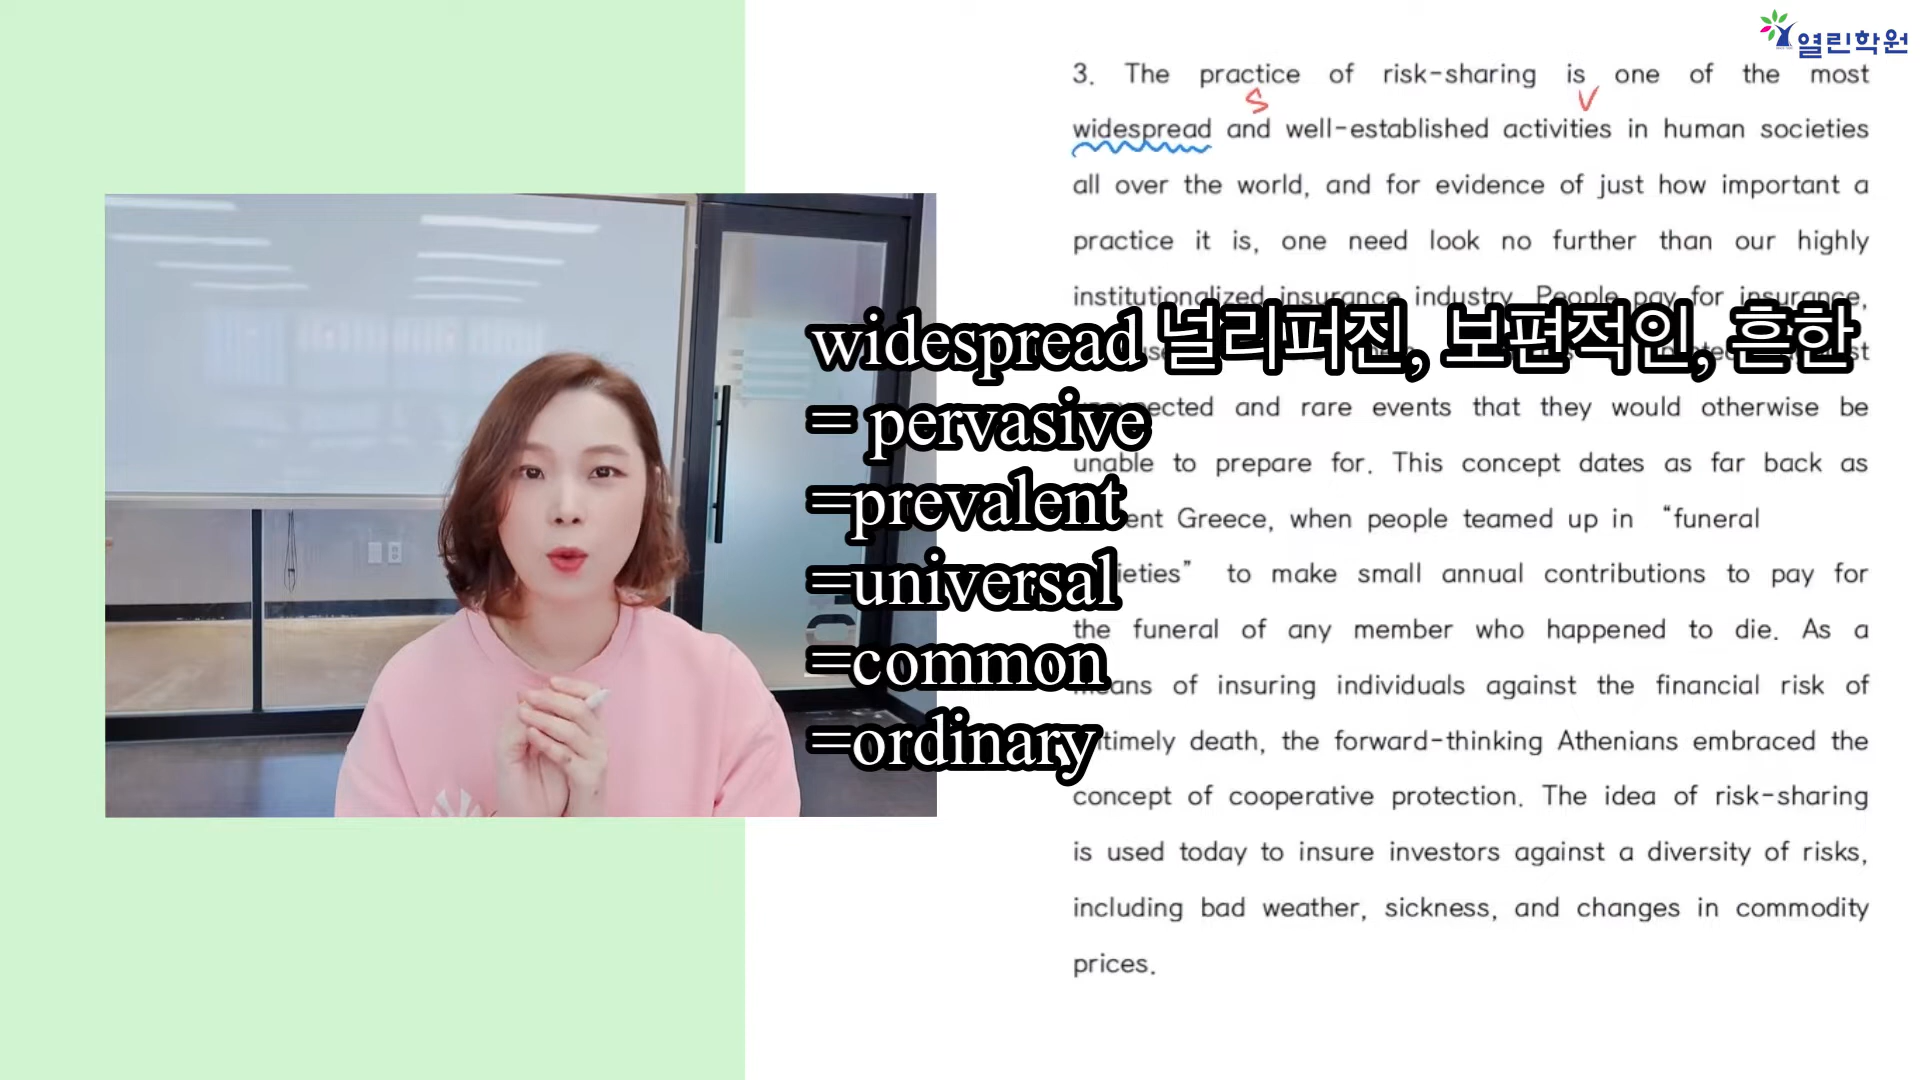 열린학원
3. The practice of risk-sharing is one of the most
S V
widespread and well-established activities in human societies
all over the world, and for evidence of just how important a
practice it is, one need look no further than our highly
institutionalized insurance industry. People pay for insurance,
widespread 널리퍼진, 보편적인, 흔한
= pervasive
and rare events that they would otherwise be
unable to prepare for. This concept dates as far back as
=prevalent
Greece, when people teamed up in “funeral
=universal
to make small annual contributions to pay for
the funeral of any member who happened to die. As a
=common
of insuring individuals against the financial risk of
=ordinary
death, the forward-thinking Athenians embraced the
concept of cooperative protection. The idea of risk-sharing
is used today to insure investors against a diversity of risks,
including bad weather, sickness, and changes in commodity
prices.